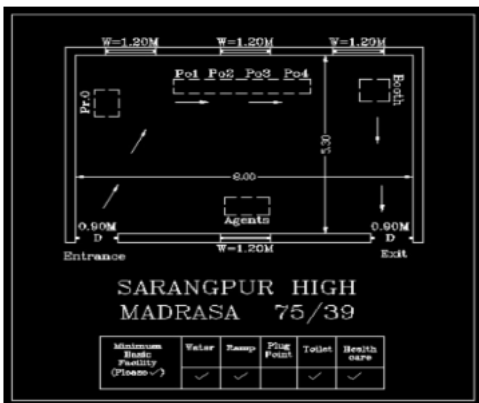 W=1.20M W=1.20M W=1.20M
Po1 Po2 Po3 Po4
Pr.O
Booth
5.30
8.00
Agents
0.90M
D
Entrance
W=1.20M
0.90M
D
Exit
SARANGPUR HIGH
MADRASA 75/39
Minimum Basic Facility (Please ✓) Water Ramp Plug Point Toilet Health care
✓ ✓ ✓ ✓